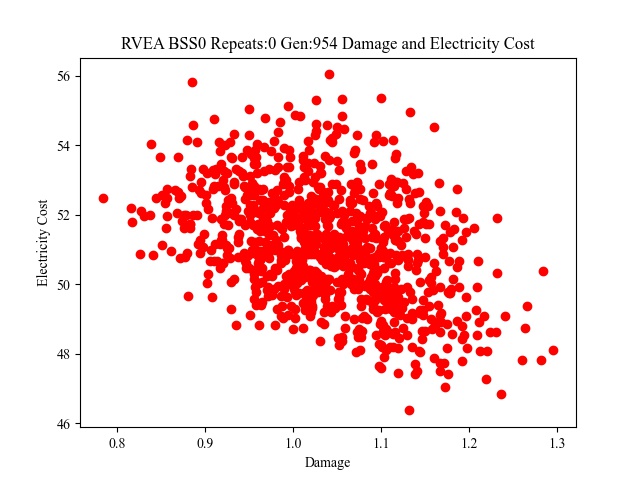 RVEA BSS0 Repeats:0 Gen:954 Damage and Electricity Cost
56
54
52
50
48
46
Electricity Cost
0.8 0.9 1.0 1.1 1.2 1.3
Damage